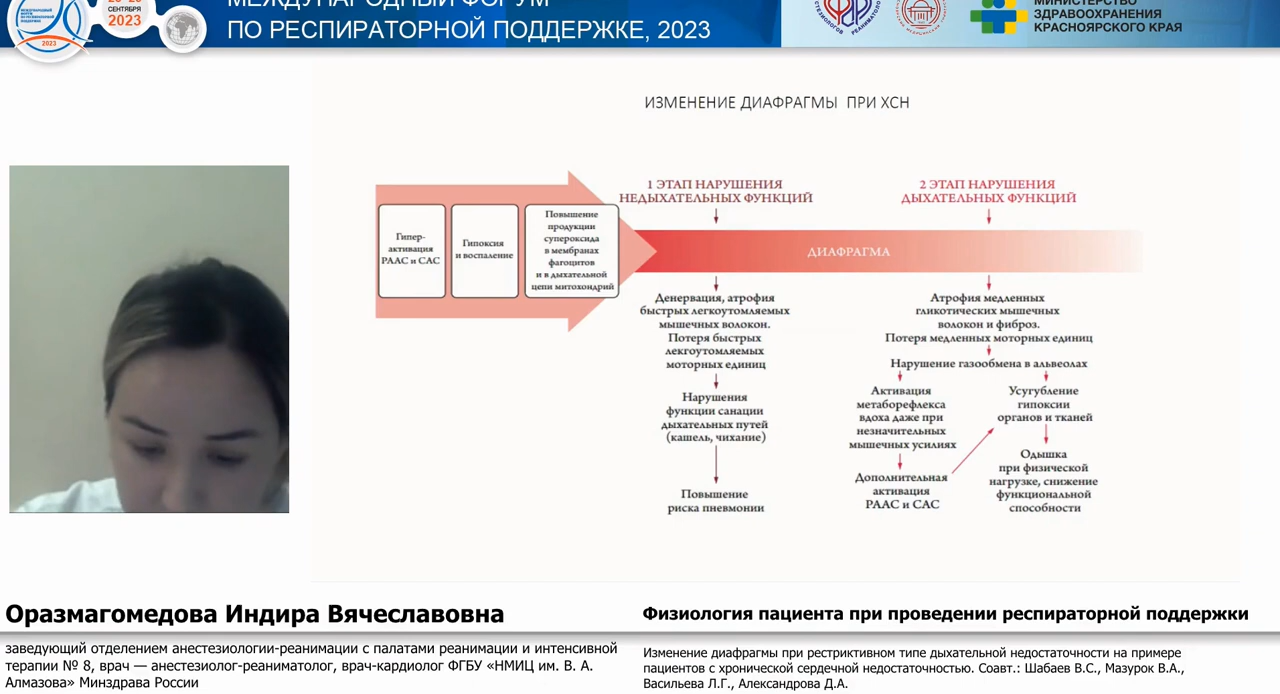 МЕЖДУНАРОДНЫЙ ФОРУМ
ПО РЕСПИРАТОРНОЙ ПОДДЕРЖКЕ, 2023
СЕНТЯБРЯ
2023
2023
МИНИСТЕРСТВО
ЗДРАВООХРАНЕНИЯ
КРАСНОЯРСКОГО КРАЯ
ИЗМЕНЕНИЕ ДИАФРАГМЫ ПРИ ХСН
Гипер-
активация
РААС и САС
Гипоксия
и воспаление
Повышение
продукции
супероксида
в мембранах
фагоцитов
и в дыхательной
цепи митохондрий
1 ЭТАП НАРУШЕНИЯ
НЕДЫХАТЕЛЬНЫХ ФУНКЦИЙ
2 ЭТАП НАРУШЕНИЯ
ДЫХАТЕЛЬНЫХ ФУНКЦИЙ
ДИАФРАГМА
Денервация, атрофия
быстрых легкоутомляемых
мышечных волокон.
Потеря быстрых
лекгоутомляемых
моторных единиц
Нарушения
функции санации
дыхательных путей
(кашель, чихание)
Повышение
риска пневмонии
Атрофия медленных
гликотических мышечных
волокон и фиброз.
Потеря медленных моторных единиц
Нарушение газообмена в альвеолах
Активация
метаборефлекса
вдоха даже при
незначительных
мышечных усилиях
Дополнительная
активация
РААС и САС
Усугубление
гипоксии
органов и тканей
Одышка
при физической
нагрузке, снижение
функциональной
способности
Оразмагомедова Индира Вячеславовна
заведующий отделением анестезиологии-реанимации с палатами реанимации и интенсивной
терапии № 8, врач — анестезиолог-реаниматолог, врач-кардиолог ФГБУ «НМИЦ им. В. А.
Алмазова» Минздрава России
Физиология пациента при проведении респираторной поддержки
Изменение диафрагмы при рестриктивном типе дыхательной недостаточности на примере
пациентов с хронической сердечной недостаточностью. Соавт.: Шабаев В.С., Мазурок В.А.,
Васильева Л.Г., Александрова Д.А.